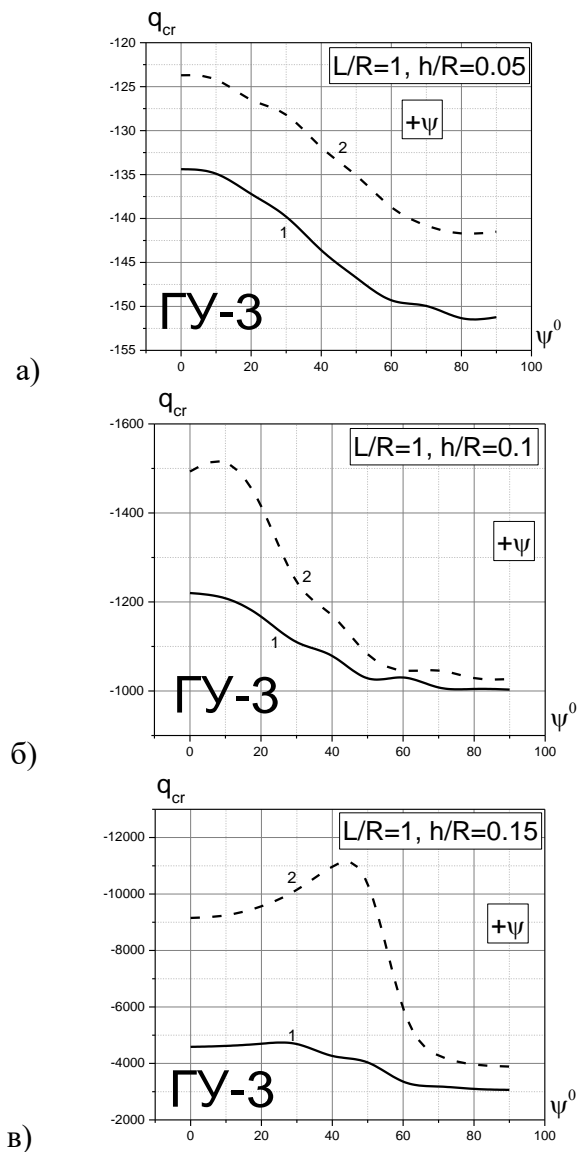 q_cr
-120
L/R=1, h/R=0.05
-125
+ψ
-130
2
-135
-140
1
-145
-150
ГУ-3
ψ⁰
-155
0 20 40 60 80 100
а)
q_cr
-1600
L/R=1, h/R=0.1
-1400
+ψ
-1200
2
1
-1000
ГУ-3
ψ⁰
0 20 40 60 80 100
б)
q_cr
-12000
L/R=1, h/R=0.15
-10000
2
+ψ
-8000
-6000
1
-4000
ГУ-3
ψ⁰
-2000
0 20 40 60 80 100
в)